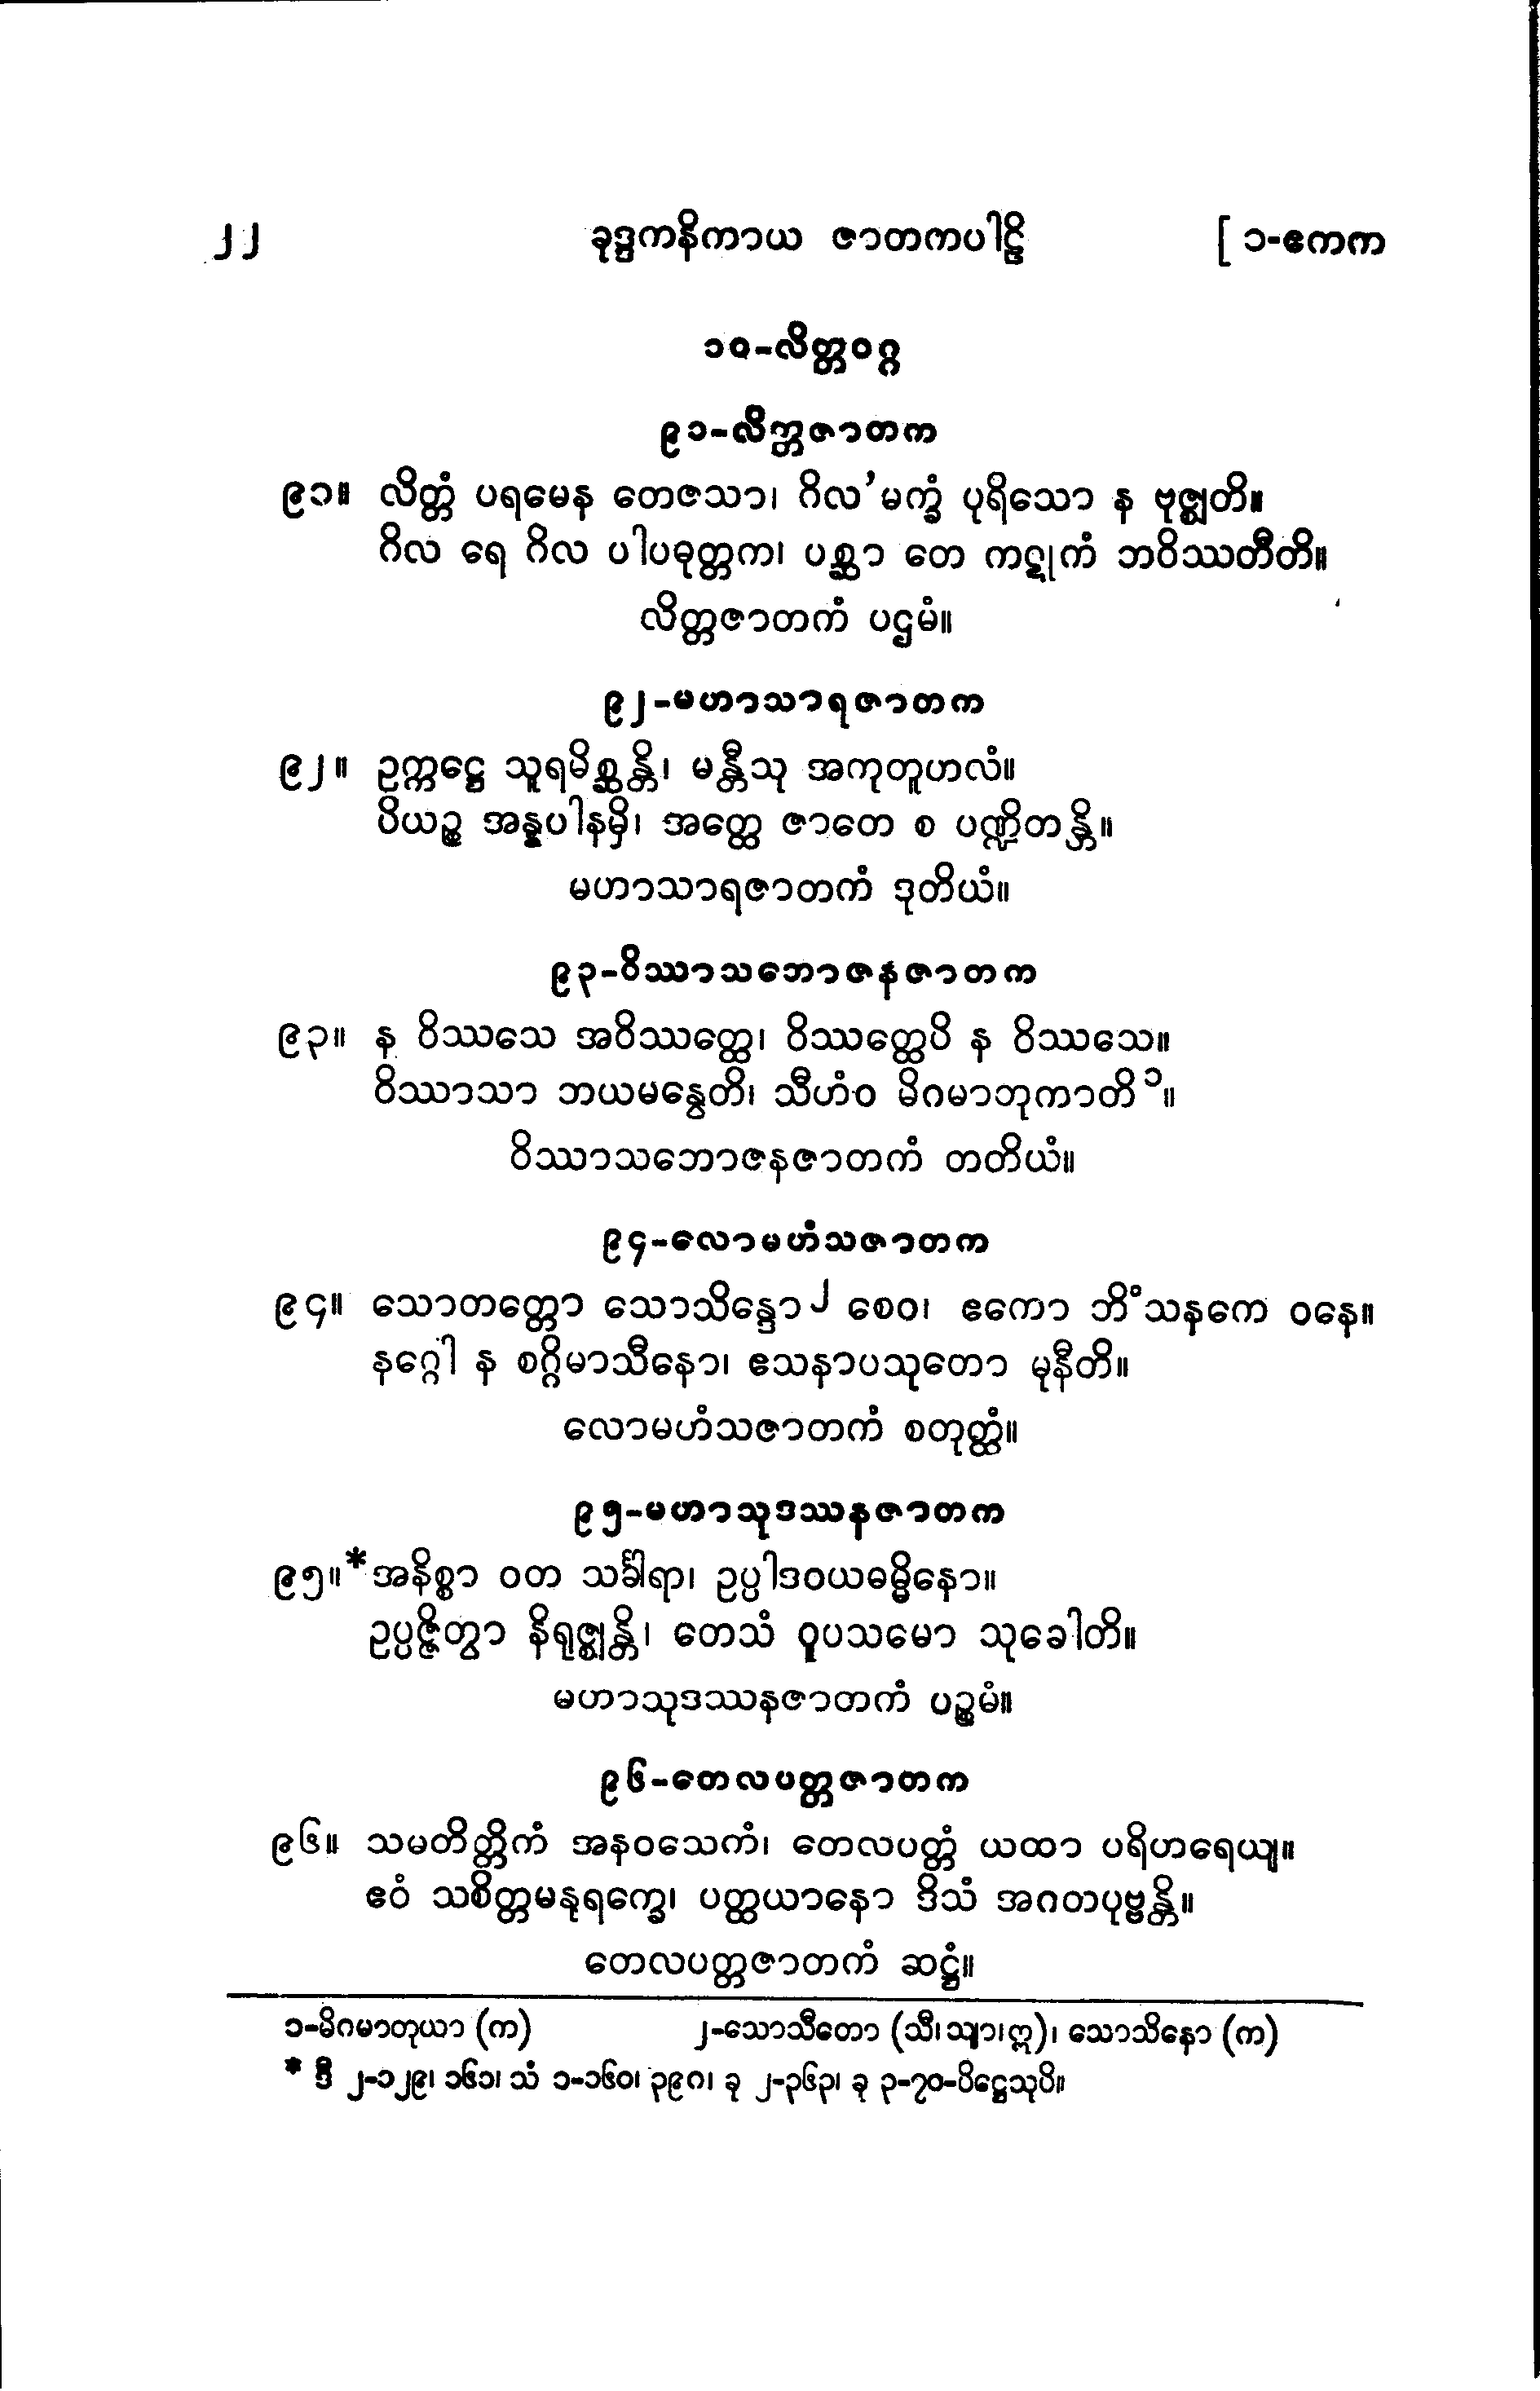 ၂၂ ခုဒ္ဒကနိကာယ ဇာတကပါဠိ [ ၁-ဧကက
၁၀-လိတ္တဝဂ္ဂ
၉၁-လိတ္တဇာတက
၉၁။ လိတ္တံ ပရမေန တေဇသာ၊ ဂိလ’မက္ခံ ပုရိသော န ဗုဇ္ဈတိ။
ဂိလ ရေ ဂိလ ပါပဓုတ္တက၊ ပစ္ဆာ တေ ကဋုကံ ဘဝိဿတီတိ။
လိတ္တဇာတကံ ပဌမံ။
၉၂-မဟာသာရဇာတက
၉၂။ ဥက္ကဋ္ဌေ သူရမိစ္ဆန္တိ၊ မန္တီသု အကုတူဟလံ။
ပိယဉ္စ အန္နပါနမှိ၊ အတ္ထေ ဇာတေ စ ပဏ္ဍိတန္တိ။
မဟာသာရဇာတကံ ဒုတိယံ။
၉၃-ဝိဿာသဘောဇနဇာတက
၉၃။ န ဝိဿသေ အဝိဿတ္ထေ၊ ဝိဿတ္ထေပိ န ဝိဿသေ။
ဝိဿာသာ ဘယမနွေတိ၊ သီဟံဝ မိဂမာတုကာတိ ၁။
ဝိဿာသဘောဇနဇာတကံ တတိယံ။
၉၄-လောမဟံသဇာတက
၉၄။ သောတတ္တော သောသိန္ဒော ၂ စေဝ၊ ဧကော ဘိံသနကေ ဝနေ။
နဂ္ဂေါ န စဂ္ဂိမာသီနော၊ ဧသနာပသုတော မုနီတိ။
လောမဟံသဇာတကံ စတုတ္ထံ။
၉၅-မဟာသုဒဿနဇာတက
၉၅။ * အနိစ္စာ ဝတ သင်္ခါရာ၊ ဥပ္ပါဒဝယဓမ္မိနော။
ဥပ္ပဇ္ဇိတွာ နိရုဇ္ဈန္တိ၊ တေသံ ဝူပသမော သုခေါတိ။
မဟာသုဒဿနဇာတကံ ပဉ္စမံ။
၉၆-တေလပတ္တဇာတက
၉၆။ သမတိတ္တိကံ အနဝသေကံ၊ တေလပတ္တံ ယထာ ပရိဟရေယျ။
ဧဝံ သစိတ္တမနုရက္ခေ၊ ပတ္ထယာနော ဒိသံ အဂတပုဗ္ဗန္တိ။
တေလပတ္တဇာတကံ ဆဋ္ဌံ။
၁-မိဂမာတုယာ (က) ၂-သောသီတော (သီ၊ သျာ၊ ဣ)၊ သောသိနော (က)
* ဒီ ၂-၁၂၉၊ ၁၆၁၊ သံ ၁-၁၆၀၊ ၃၉၈၊ ခု ၂-၃၆၃၊ ခု ၃-၇၀-ပိဋ္ဌေသုပိ။